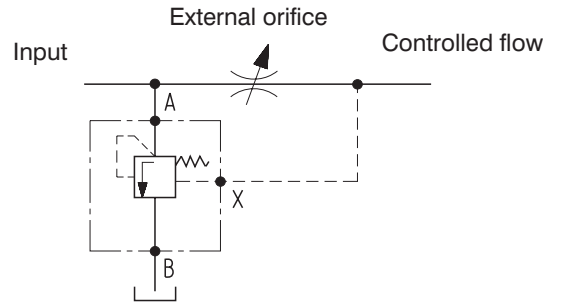 External orifice
Input
Controlled flow
A
X
B